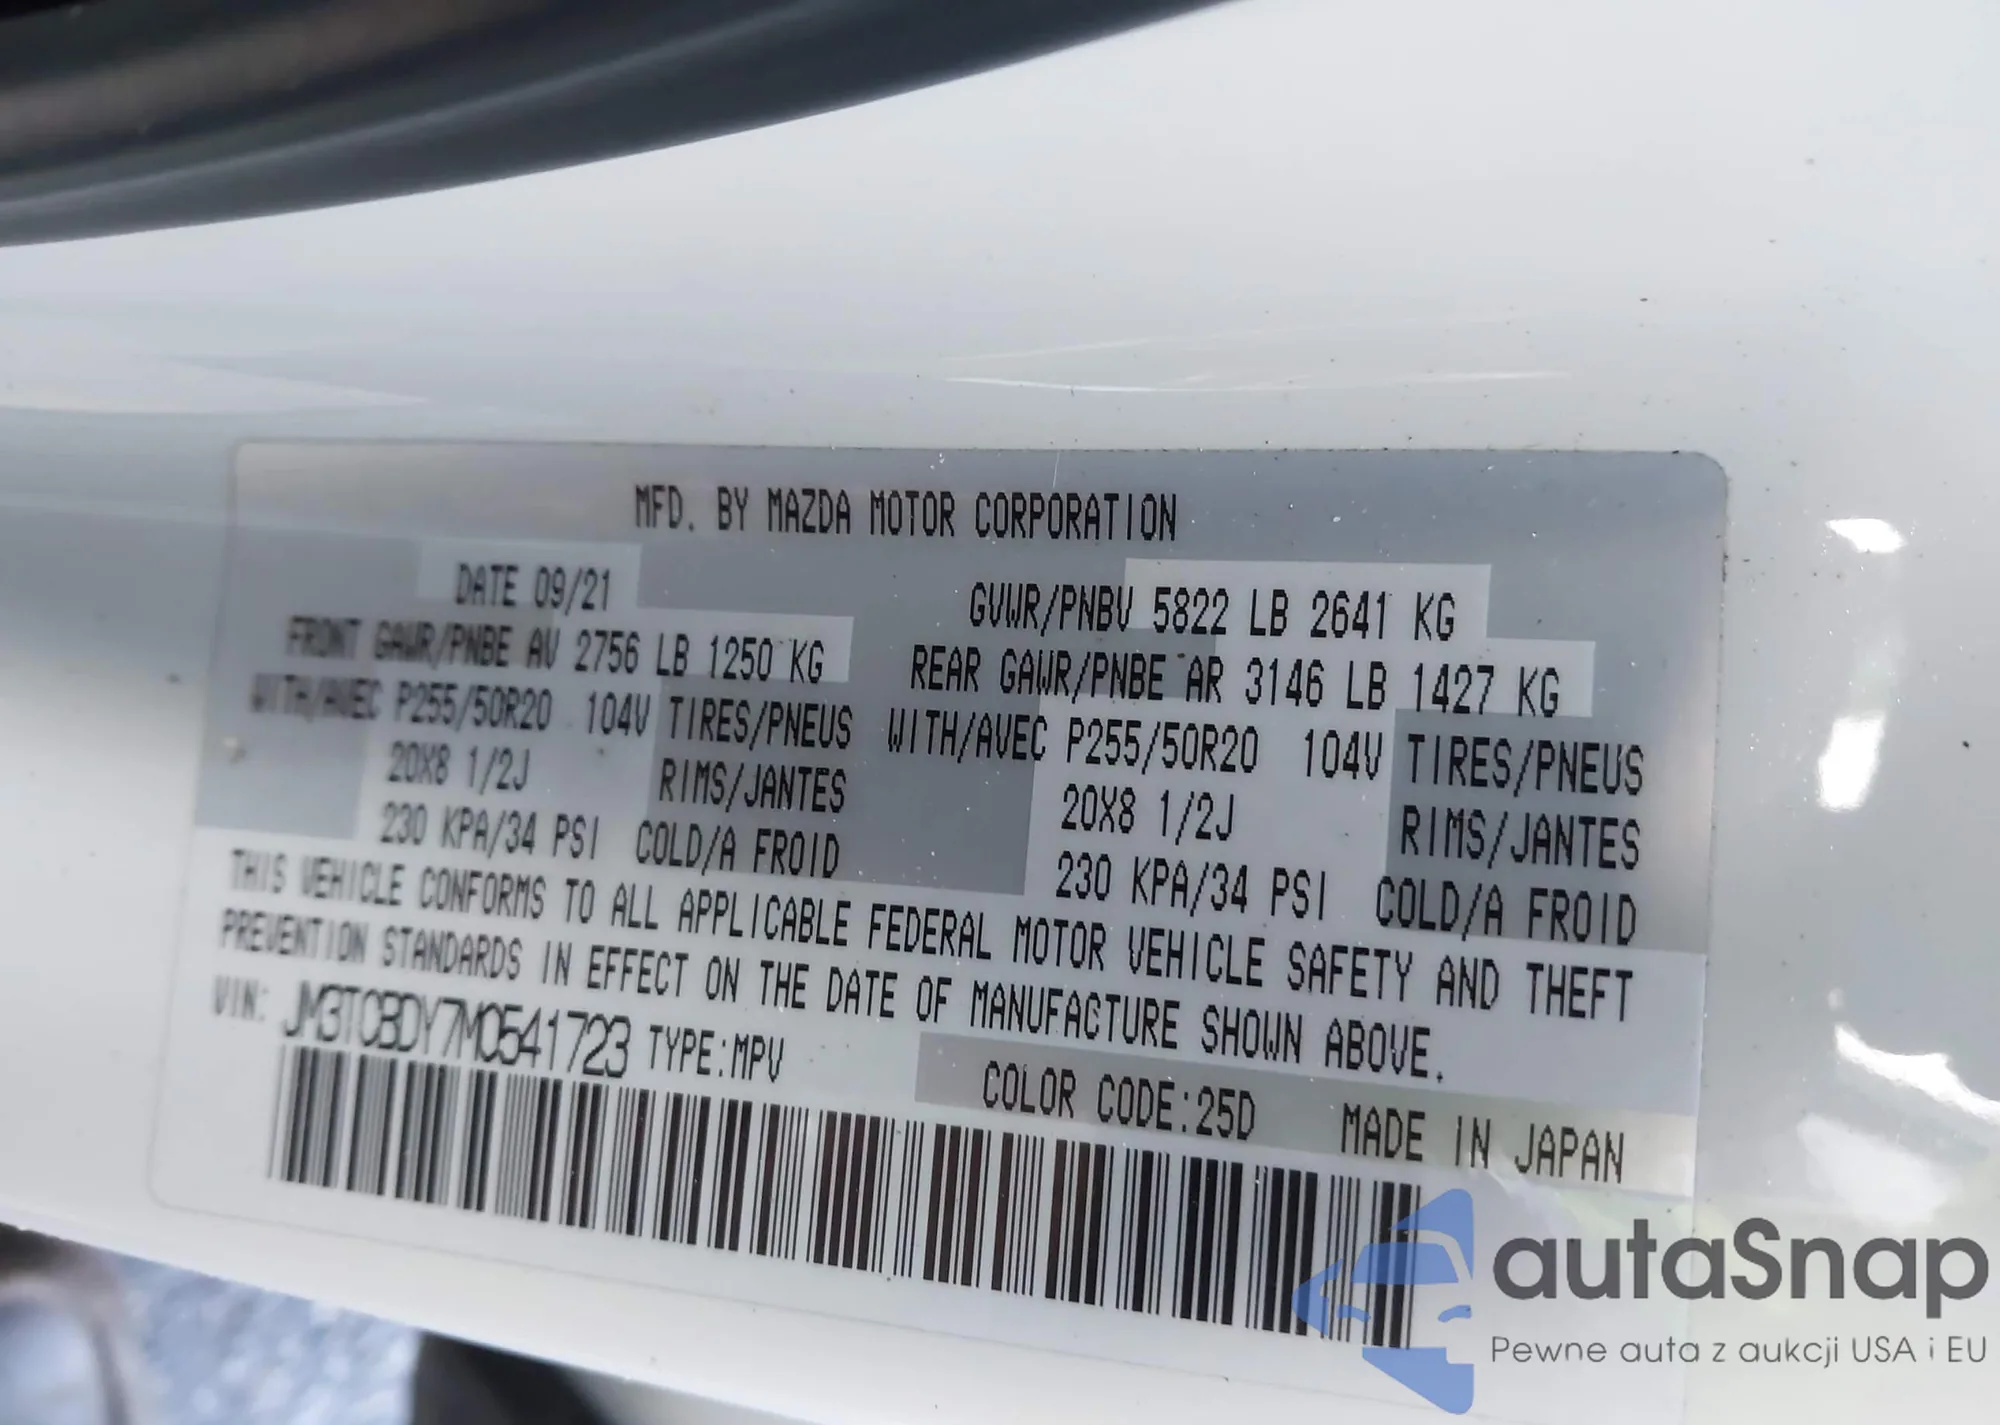 MFD. BY MAZDA MOTOR CORPORATION
DATE 09/21 GVWR/PNBV 5822 LB 2641 KG
FRONT GAWR/PNBE AV 2756 LB 1250 KG REAR GAWR/PNBE AR 3146 LB 1427 KG
WITH/AVEC P255/50R20 104V TIRES/PNEUS WITH/AVEC P255/50R20 104V TIRES/PNEUS
20X8 1/2J RIMS/JANTES 20X8 1/2J RIMS/JANTES
230 KPA/34 PSI COLD/A FROID 230 KPA/34 PSI COLD/A FROID
THIS VEHICLE CONFORMS TO ALL APPLICABLE FEDERAL MOTOR VEHICLE SAFETY AND THEFT
PREVENTION STANDARDS IN EFFECT ON THE DATE OF MANUFACTURE SHOWN ABOVE.
VIN: JM3TCBDY7M0541723 TYPE:MPV
COLOR CODE:25D MADE IN JAPAN
autaSnap
Pewne auta z aukcji USA i EU